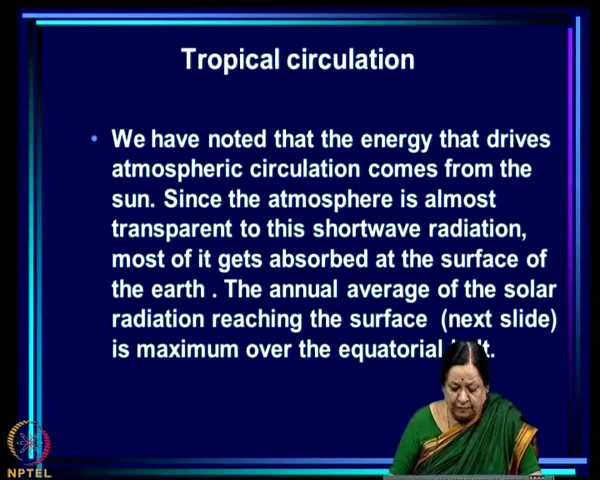 Tropical circulation
• We have noted that the energy that drives
atmospheric circulation comes from the
sun. Since the atmosphere is almost
transparent to this shortwave radiation,
most of it gets absorbed at the surface of
the earth . The annual average of the solar
radiation reaching the surface (next slide)
is maximum over the equatorial
NPTEL